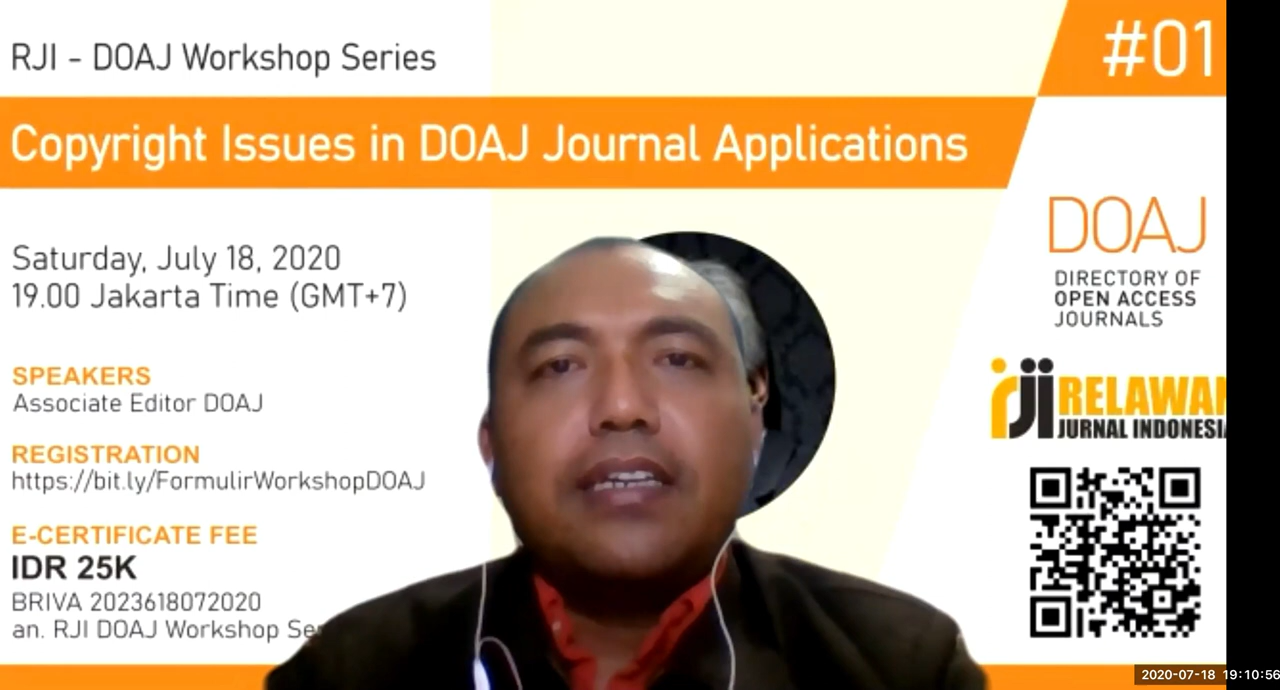 RJI - DOAJ Workshop Series
#01
Copyright Issues in DOAJ Journal Applications
Saturday, July 18, 2020
19.00 Jakarta Time (GMT+7)
SPEAKERS
Associate Editor DOAJ
REGISTRATION
https://bit.ly/FormulirWorkshopDOAJ
E-CERTIFICATE FEE
IDR 25K
BRIVA 2023618072020
an. RJI DOAJ Workshop
DOAJ
DIRECTORY OF
OPEN ACCESS
JOURNALS
rji
RELAWAN
JURNAL INDONESIA
2020-07-18 19:10:56